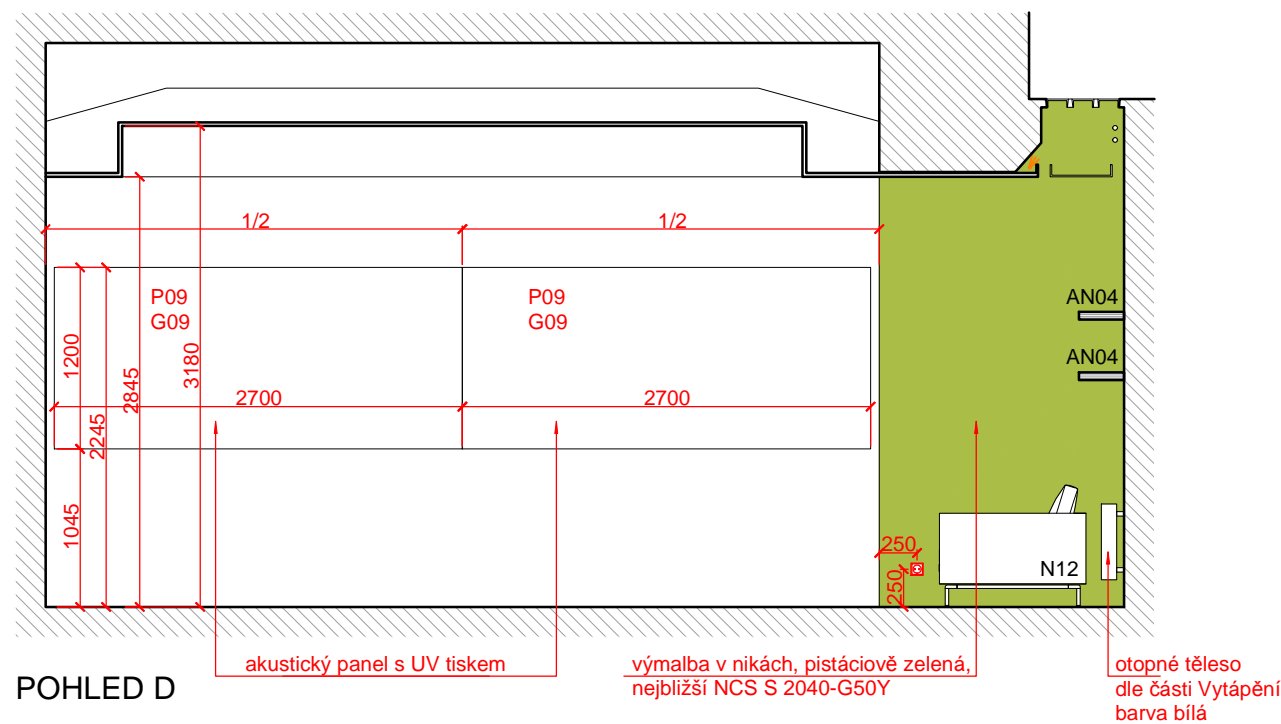 1/2
1/2
P09
G09
P09
G09
AN04
AN04
1200
2245
2845
3180
2700
2700
1045
250
250
N12
akustický panel s UV tiskem
výmalba v nikách, pistáciově zelená,
nejbližší NCS S 2040-G50Y
otopné těleso
dle části Vytápění
barva bílá
POHLED D